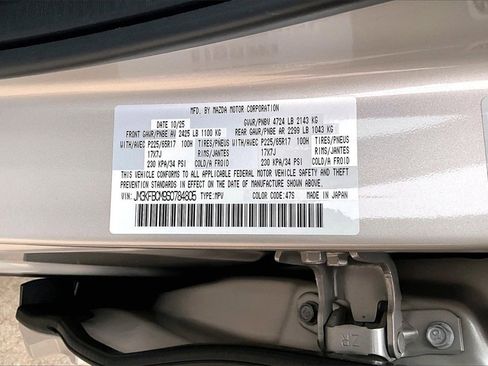 MFD. BY MAZDA MOTOR CORPORATION
DATE 10/25 GVWR/PNBV 4724 LB 2143 KG
FRONT GAWR/PNBE AV 2425 LB 1100 KG REAR GAWR/PNBE AR 2299 LB 1043 KG
WITH/AVEC P225/65R17 100H TIRES/PNEUS WITH/AVEC P225/65R17 100H TIRES/PNEUS
17X7J RIMS/JANTES 17X7J RIMS/JANTES
230 KPA/34 PSI COLD/A FROID 230 KPA/34 PSI COLD/A FROID
THIS VEHICLE CONFORMS TO ALL APPLICABLE FEDERAL MOTOR VEHICLE SAFETY AND THEFT
PREVENTION STANDARDS IN EFFECT ON THE DATE OF MANUFACTURE SHOWN ABOVE.
VIN: JM3KFBCM9S0784805 TYPE: MPV COLOR CODE: 47S MADE IN JAPAN
ZR